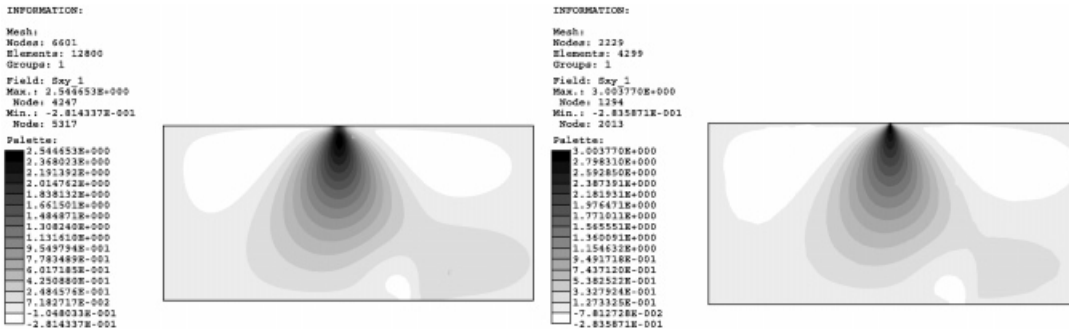 INFORMATION:
Mesh:
Nodes: 6601
Elements: 12800
Groups: 1
Field: Sxy_1
Max.: 2.544653E+000
Node: 4247
Min.: -2.814337E-001
Node: 5317
Palette:
2.544653E+000
2.368023E+000
2.191392E+000
2.014762E+000
1.838132E+000
1.661501E+000
1.484871E+000
1.308240E+000
1.131610E+000
9.549794E-001
7.783489E-001
6.017185E-001
4.250880E-001
2.484576E-001
7.182717E-002
-1.048033E-001
-2.814337E-001
INFORMATION:
Mesh:
Nodes: 2229
Elements: 4299
Groups: 1
Field: Sxy_1
Max.: 3.003770E+000
Node: 1294
Min.: -2.835871E-001
Node: 2013
Palette:
3.003770E+000
2.798310E+000
2.592850E+000
2.387391E+000
2.181931E+000
1.976471E+000
1.771011E+000
1.565551E+000
1.360091E+000
1.154632E+000
9.491718E-001
7.437120E-001
5.382522E-001
3.327924E-001
1.273325E-001
-7.812728E-002
-2.835871E-001